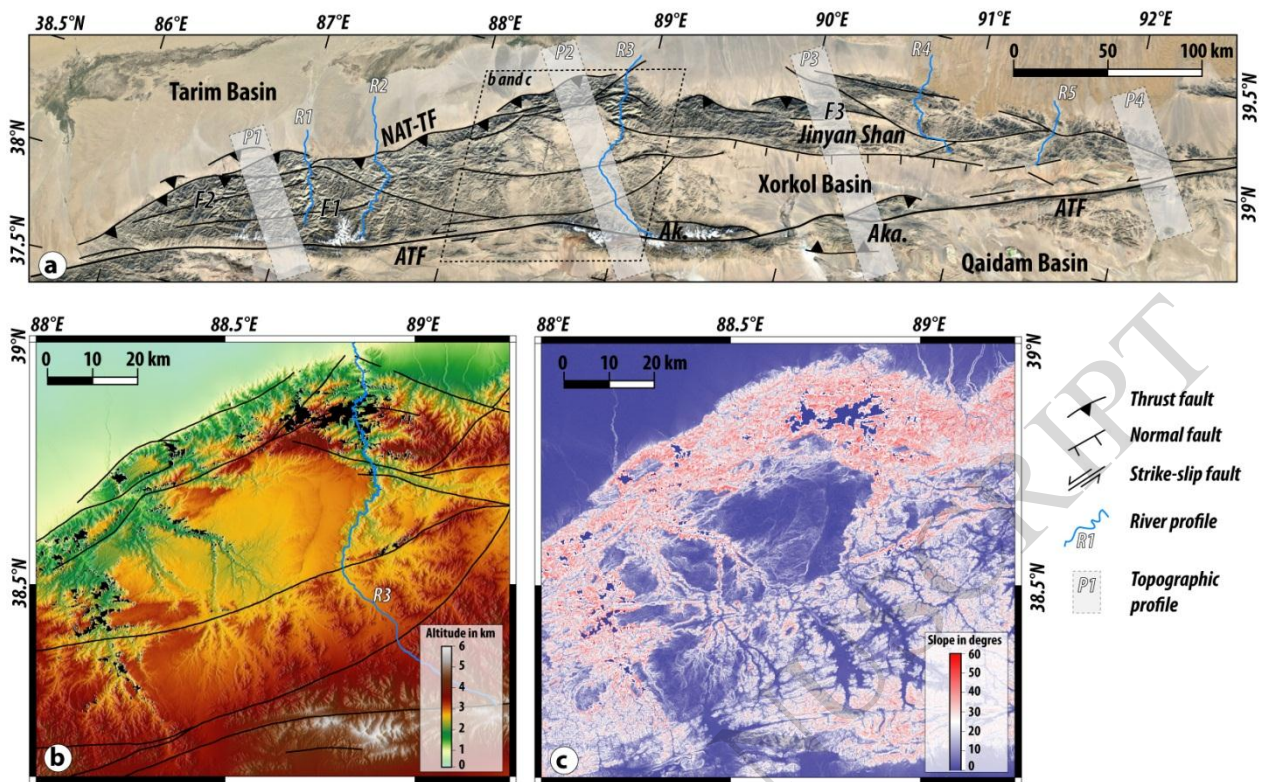 38.5°N 86°E 87°E 88°E 89°E 90°E 91°E 92°E
0 50 100 km
P2 R3 P3 R4
b and c
Tarim Basin R2 R5 P4
39.5°N
P1 R1 NAT-TF F3
38°N Jinyan Shan
Xorkol Basin
F2 F1 ATF
39°N
37.5°N ATF Ak. Aka.
Qaidam Basin
a
88°E 88.5°E 89°E
39°N
0 10 20 km
38.5°N
R3
Altitude in km
6
5
4
3
2
1
0
b
88°E 88.5°E 89°E
39°N
0 10 20 km
38.5°N
Slope in degres
60
50
40
30
20
10
0
c
Thrust fault
Normal fault
Strike-slip fault
River profile
R1
P1
Topographic
profile